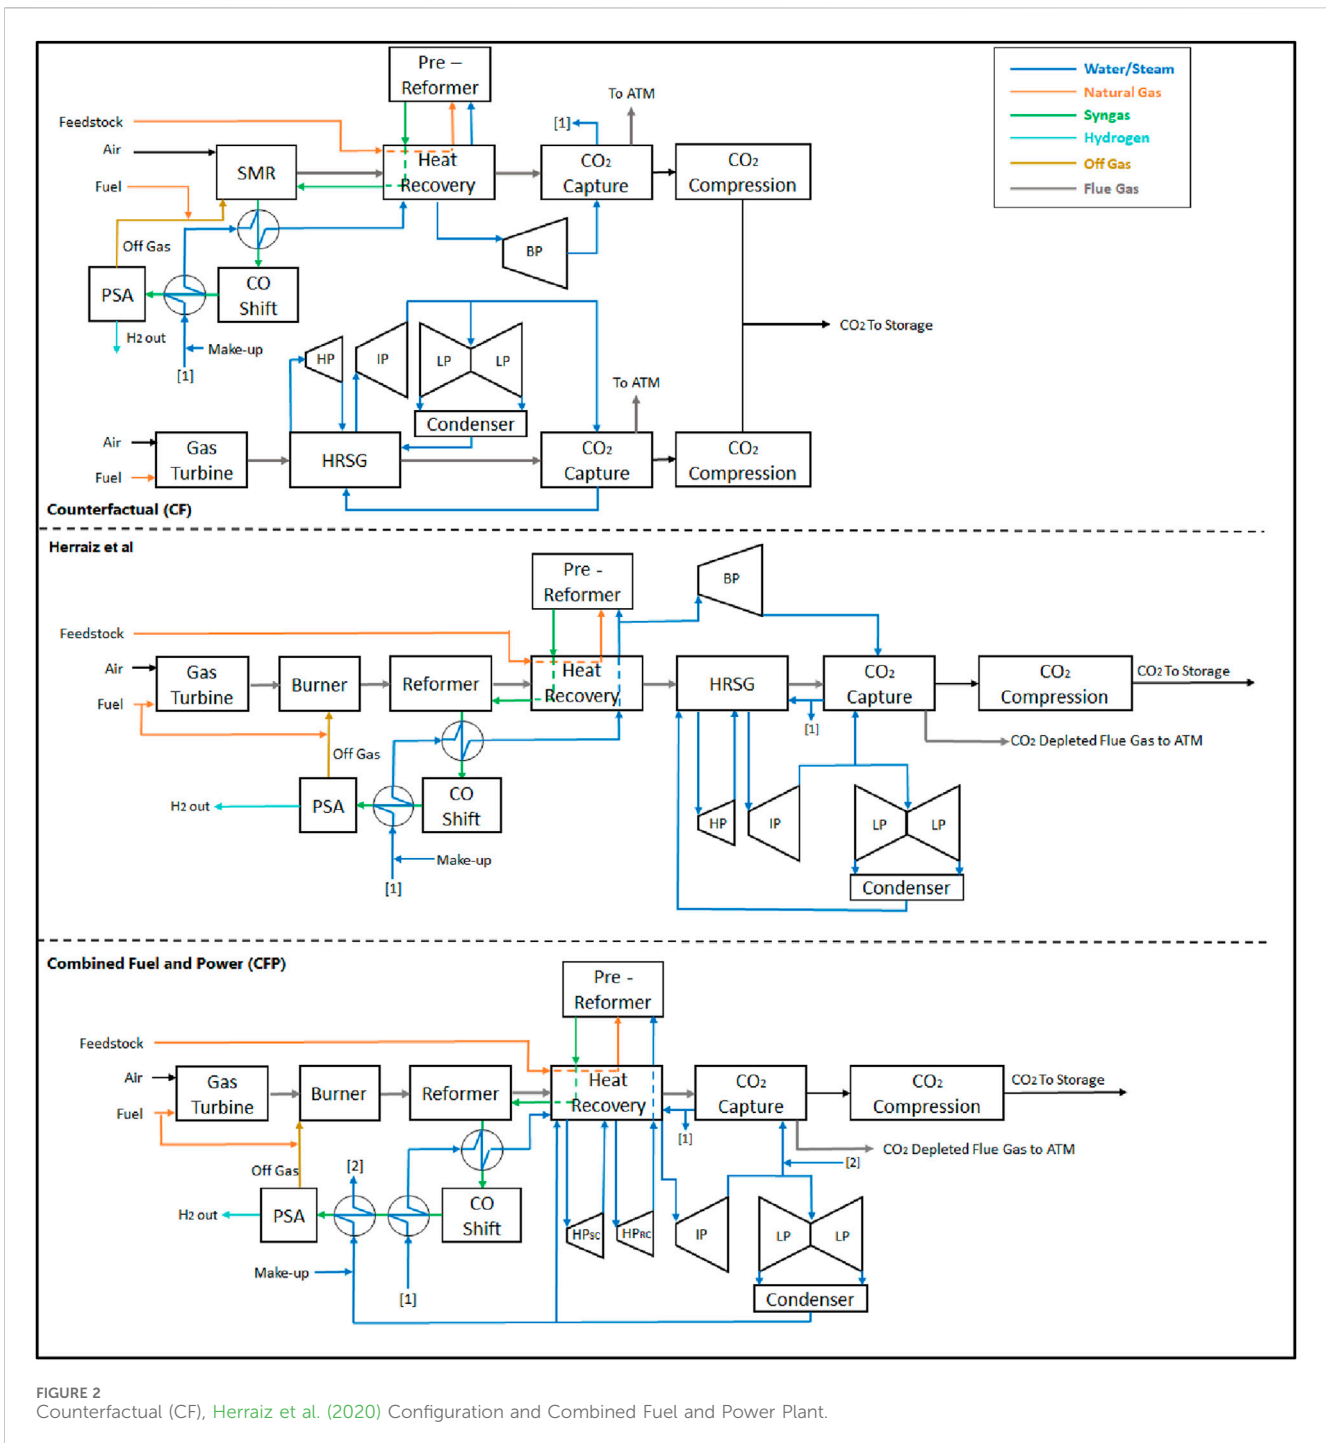 Water/Steam
Natural Gas
Syngas
Hydrogen
Off Gas
Flue Gas
Pre –
Reformer
To ATM
Feedstock
[1]
Air
SMR
Heat
Recovery
CO2
Capture
CO2
Compression
Fuel
Off Gas
BP
PSA
CO
Shift
H2 out
Make-up
[1]
CO2 To Storage
HP
IP
LP
LP
To ATM
Condenser
Air
Fuel
Gas
Turbine
HRSG
CO2
Capture
CO2
Compression
Counterfactual (CF)
Herraiz et al
Pre -
Reformer
BP
Feedstock
Air
Fuel
Gas
Turbine
Burner
Reformer
Heat
Recovery
HRSG
CO2
Capture
CO2
Compression
CO2 To Storage
[1]
CO2 Depleted Flue Gas to ATM
Off Gas
H2 out
PSA
CO
Shift
Make-up
[1]
HP
IP
LP
LP
Condenser
Combined Fuel and Power (CFP)
Pre -
Reformer
Feedstock
Air
Fuel
Gas
Turbine
Burner
Reformer
Heat
Recovery
CO2
Capture
CO2
Compression
CO2 To Storage
[1]
CO2 Depleted Flue Gas to ATM
[2]
Off Gas
[2]
H2 out
PSA
CO
Shift
HPSC
HPRC
IP
LP
LP
Make-up
[1]
Condenser
FIGURE 2
Counterfactual (CF), Herraiz et al. (2020) Configuration and Combined Fuel and Power Plant.